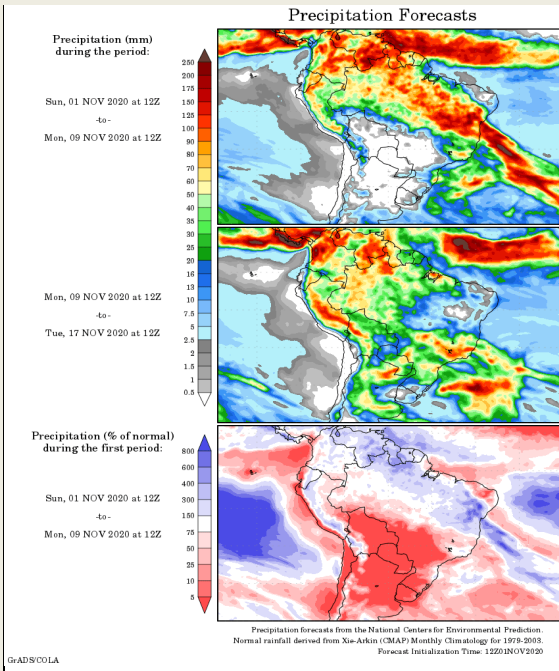 Precipitation Forecasts
Precipitation (mm)
during the period:
Sun, 01 NOV 2020 at 12Z
-to-
Mon, 09 NOV 2020 at 12Z
250
200
175
150
125
100
90
80
70
60
50
40
35
30
25
20
16
13
10
7.5
5
2.5
2
1.5
1
0.5
Mon, 09 NOV 2020 at 12Z
-to-
Tue, 17 NOV 2020 at 12Z
Precipitation (% of normal)
during the first period:
Sun, 01 NOV 2020 at 12Z
-to-
Mon, 09 NOV 2020 at 12Z
800
600
400
300
150
75
50
25
10
5
Precipitation forecasts from the National Centers for Environmental Prediction.
Normal rainfall derived from Xie-Arkin (CMAP) Monthly Climatology for 1979-2003.
Forecast Initialization Time: 12Z01NOV2020
GrADS/COLA